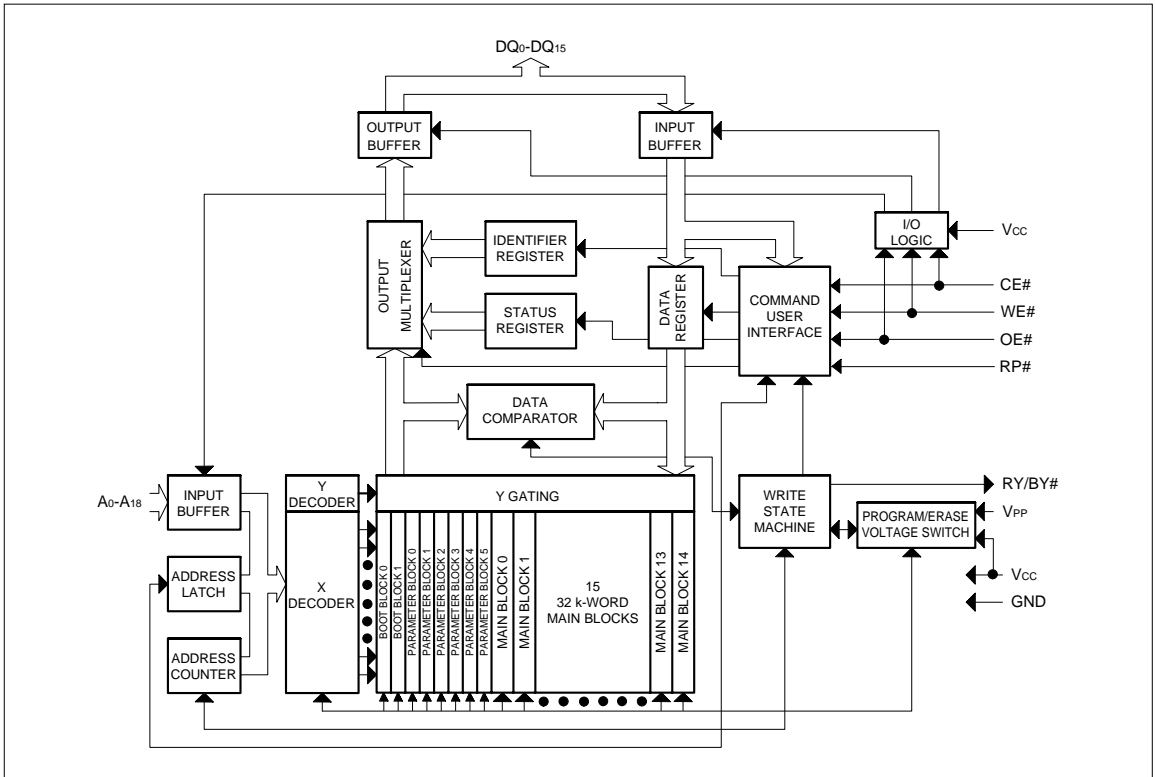 DQ0-DQ15
OUTPUT
BUFFER
INPUT
BUFFER
I/O
LOGIC
VCC
OUTPUT
MULTIPLEXER
IDENTIFIER
REGISTER
STATUS
REGISTER
DATA
REGISTER
COMMAND
USER
INTERFACE
CE#
WE#
OE#
RP#
DATA
COMPARATOR
A0-A18
INPUT
BUFFER
Y
DECODER
Y GATING
WRITE
STATE
MACHINE
RY/BY#
PROGRAM/ERASE
VOLTAGE SWITCH
VPP
VCC
GND
ADDRESS
LATCH
ADDRESS
COUNTER
X
DECODER
BOOT BLOCK 0
BOOT BLOCK 1
PARAMETER BLOCK 0
PARAMETER BLOCK 1
PARAMETER BLOCK 2
PARAMETER BLOCK 3
PARAMETER BLOCK 4
PARAMETER BLOCK 5
MAIN BLOCK 0
MAIN BLOCK 1
15
32 k-WORD
MAIN BLOCKS
MAIN BLOCK 13
MAIN BLOCK 14